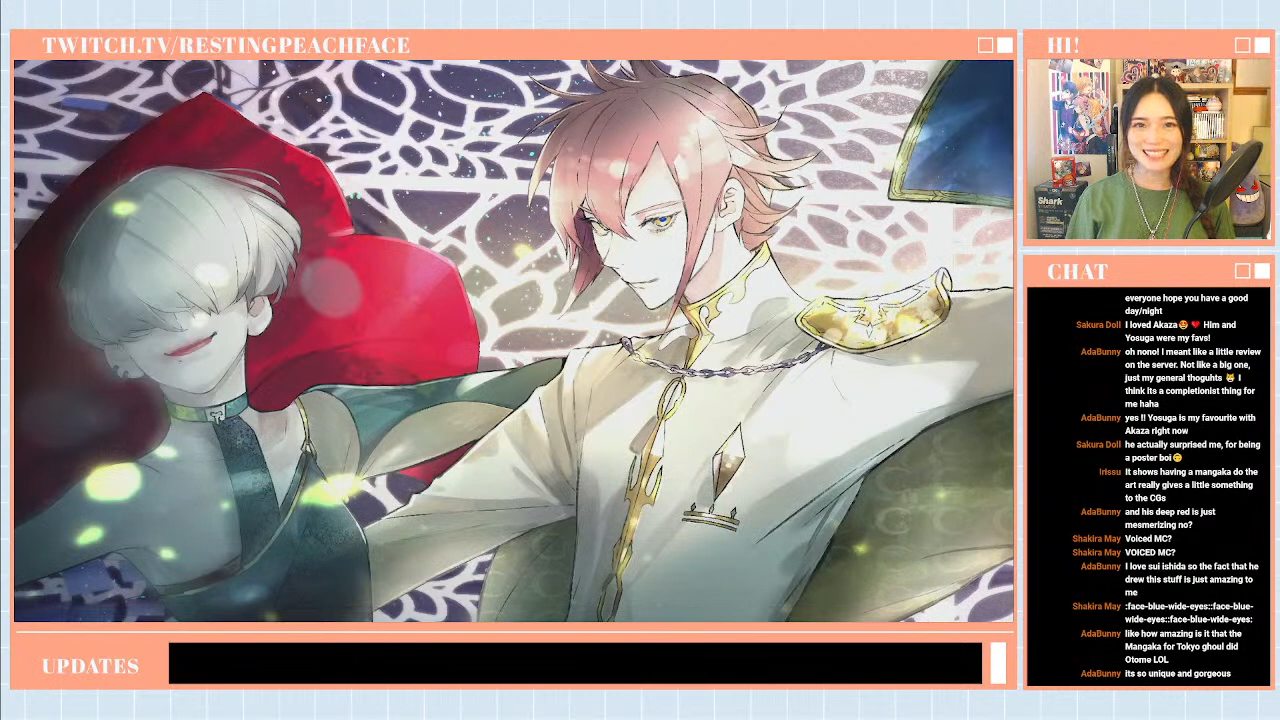 TWITCH.TV/RESTINGPEACHFACE
HI!
Shark
CHAT
everyone hope you have a good
day/night
Sakura Doll I loved Akaza😍 ❤️ Him and
Yosuga were my favs!
AdaBunny oh nono! I meant like a little review
on the server. Not like a big one,
just my general thoguhts 😹 I
think its a completionist thing for
me haha
AdaBunny yes !! Yosuga is my favourite with
Akaza right now
Sakura Doll he actually surprised me, for being
a poster boi😊
Irissu It shows having a mangaka do the
art really gives a little something
to the CGs
AdaBunny and his deep red is just
mesmerizing no?
Shakira May Voiced MC?
Shakira May VOICED MC?
AdaBunny I love sui ishida so the fact that he
drew this stuff is just amazing to
me
Shakira May :face-blue-wide-eyes::face-blue-
wide-eyes::face-blue-wide-eyes:
AdaBunny like how amazing is it that the
Mangaka for Tokyo ghoul did
Otome LOL
AdaBunny its so unique and gorgeous
UPDATES